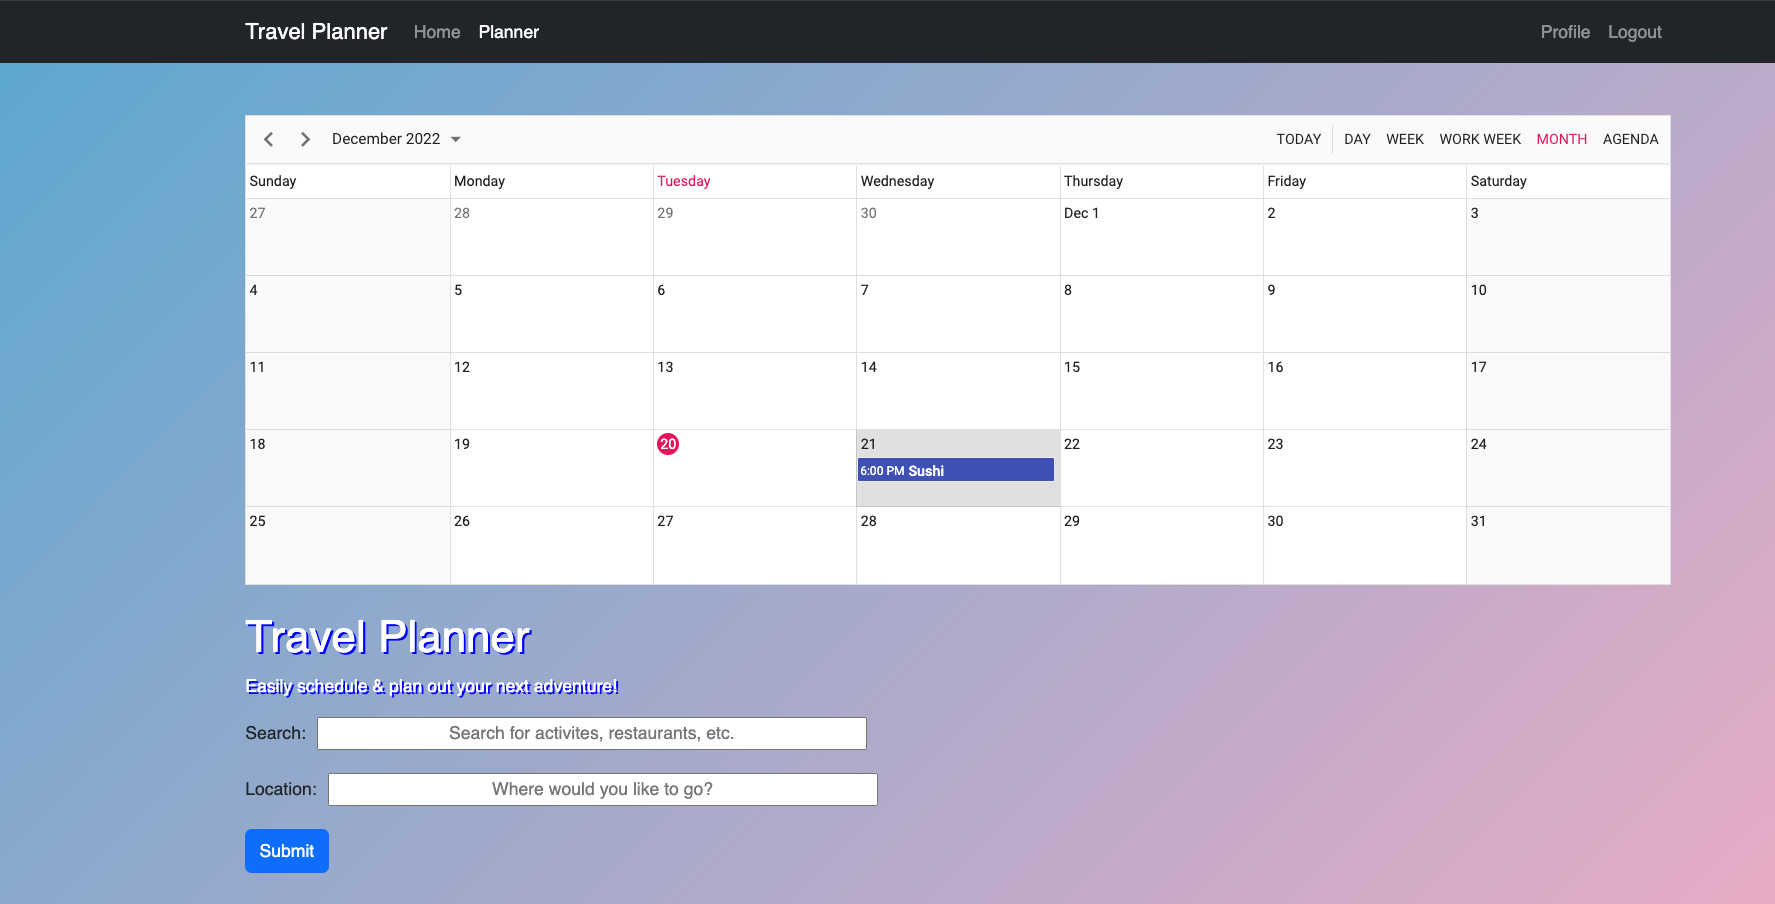 Travel Planner Home Planner Profile Logout
December 2022 TODAY DAY WEEK WORK WEEK MONTH AGENDA
Sunday Monday Tuesday Wednesday Thursday Friday Saturday
27 28 29 30 Dec 1 2 3
4 5 6 7 8 9 10
11 12 13 14 15 16 17
18 19 20 21 22 23 24
6:00 PM Sushi
25 26 27 28 29 30 31
Travel Planner
Easily schedule & plan out your next adventure!
Search: Search for activites, restaurants, etc.
Location: Where would you like to go?
Submit